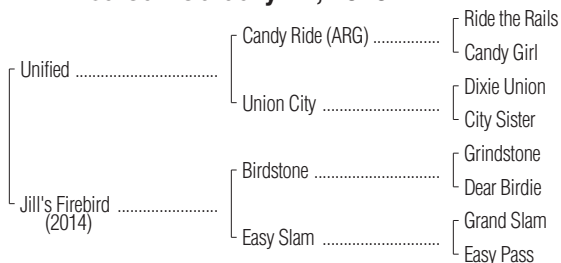 Ride the Rails
Candy Ride (ARG) ................
Candy Girl
Unified ................................
Dixie Union
Union City ............................
City Sister
Grindstone
Birdstone .............................
Dear Birdie
Jill's Firebird ......................
(2014)
Grand Slam
Easy Slam ............................
Easy Pass